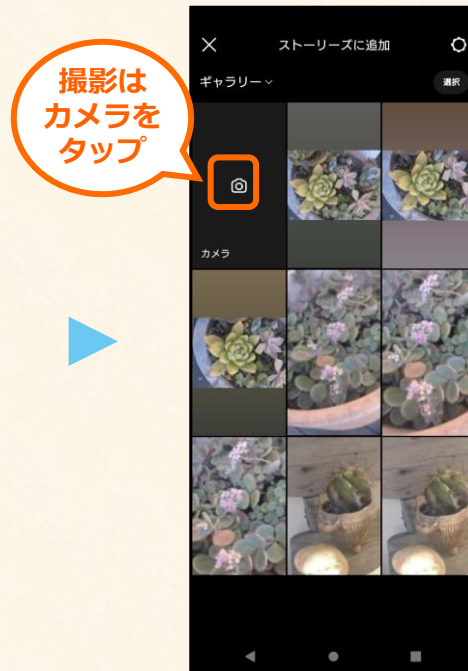 ストーリーズに追加
ギャラリー
選択
撮影は
カメラを
タップ
カメラ